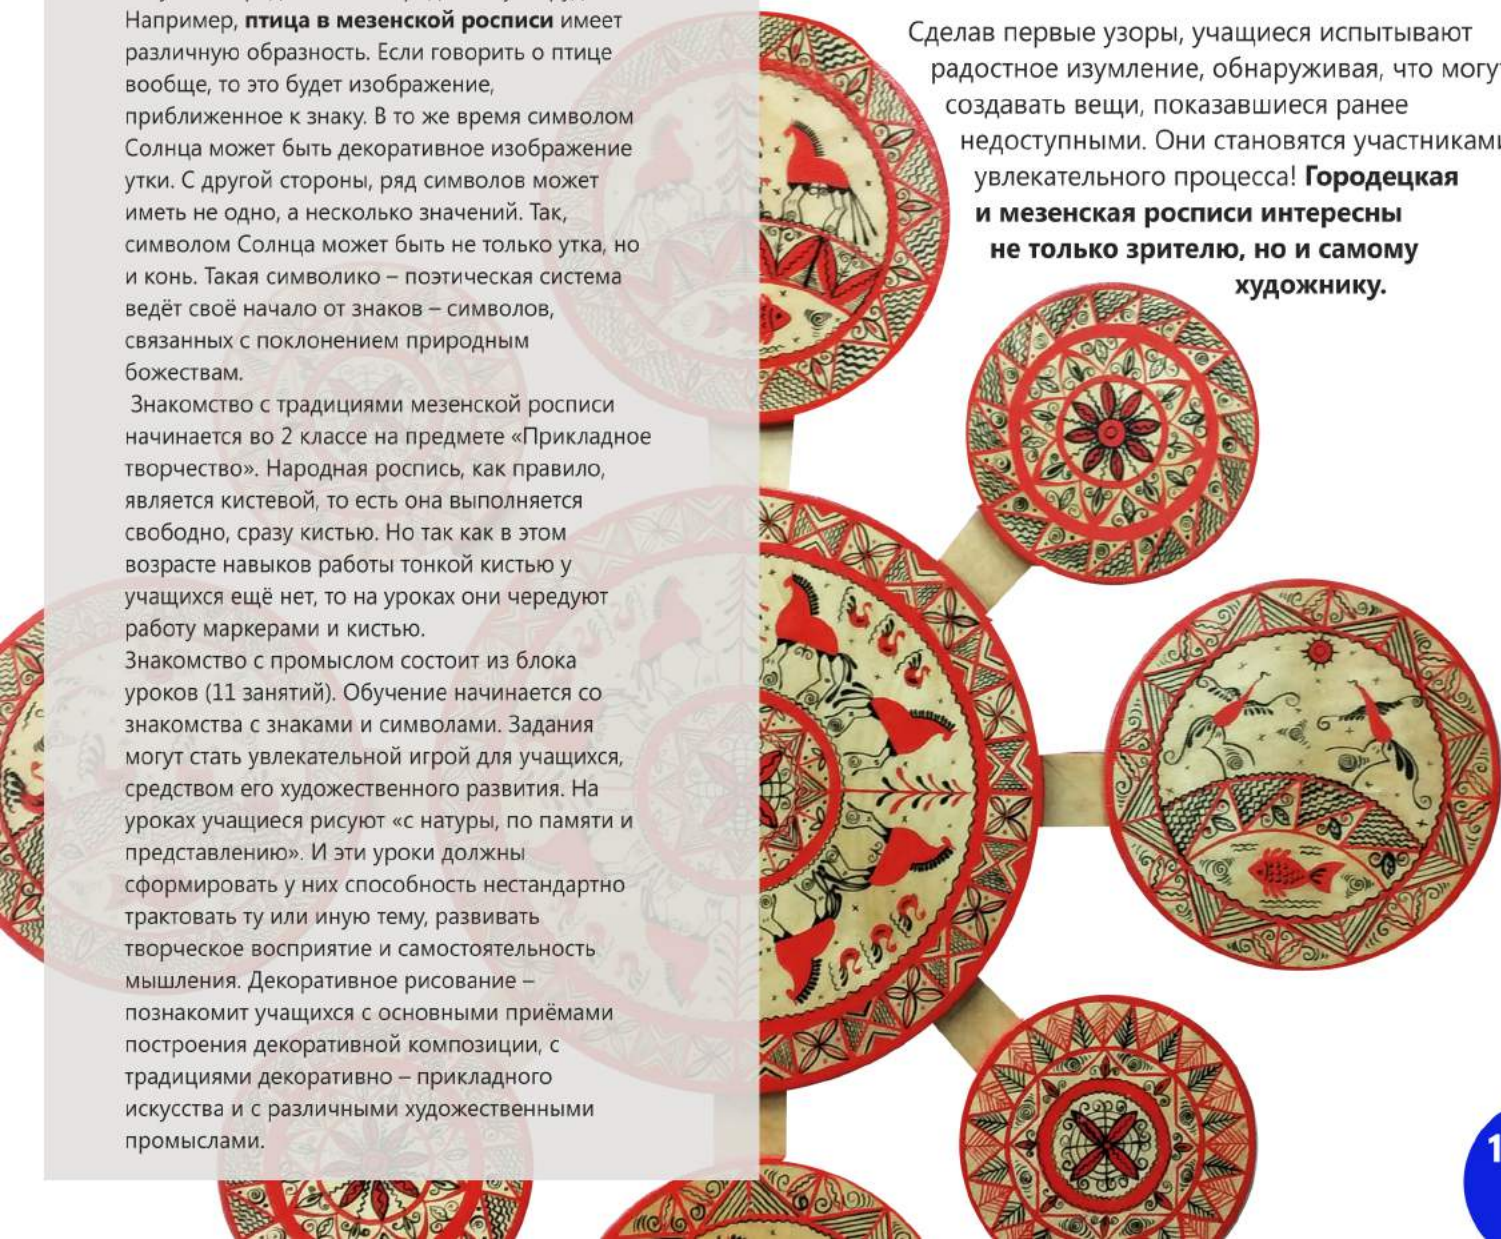 Например, птица в мезенской росписи имеет
различную образность. Если говорить о птице
вообще, то это будет изображение,
приближенное к знаку. В то же время символом
Солнца может быть декоративное изображение
утки. С другой стороны, ряд символов может
иметь не одно, а несколько значений. Так,
символом Солнца может быть не только утка, но
и конь. Такая символико – поэтическая система
ведёт своё начало от знаков – символов,
связанных с поклонением природным
божествам.
Знакомство с традициями мезенской росписи
начинается во 2 классе на предмете «Прикладное
творчество». Народная роспись, как правило,
является кистевой, то есть она выполняется
свободно, сразу кистью. Но так как в этом
возрасте навыков работы тонкой кистью у
учащихся ещё нет, то на уроках они чередуют
работу маркерами и кистью.
Знакомство с промыслом состоит из блока
уроков (11 занятий). Обучение начинается со
знакомства с знаками и символами. Задания
могут стать увлекательной игрой для учащихся,
средством его художественного развития. На
уроках учащиеся рисуют «с натуры, по памяти и
представлению». И эти уроки должны
сформировать у них способность нестандартно
трактовать ту или иную тему, развивать
творческое восприятие и самостоятельность
мышления. Декоративное рисование –
познакомит учащихся с основными приёмами
построения декоративной композиции, с
традициями декоративно – прикладного
искусства и с различными художественными
промыслами.
Сделав первые узоры, учащиеся испытывают
радостное изумление, обнаруживая, что могут
создавать вещи, показавшиеся ранее
недоступными. Они становятся участниками
увлекательного процесса! Городецкая
и мезенская росписи интересны
не только зрителю, но и самому
художнику.